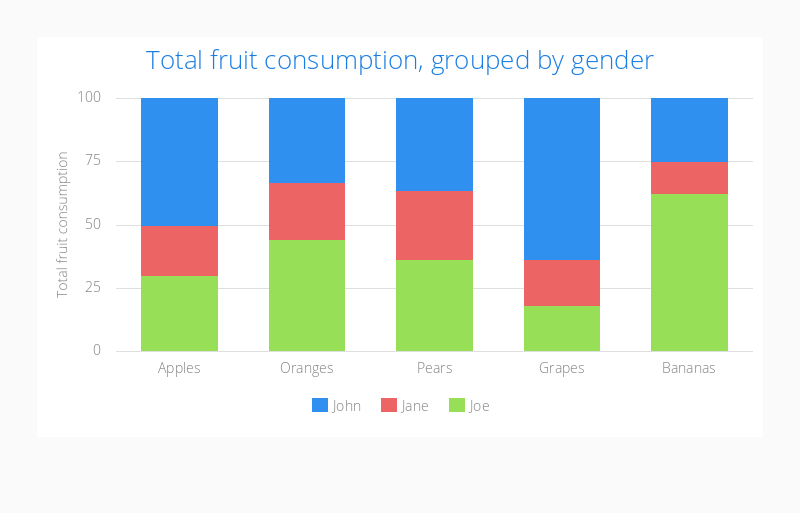 Total fruit consumption, grouped by gender
Total fruit consumption
100
75
50
25
0
Apples Oranges Pears Grapes Bananas
John Jane Joe